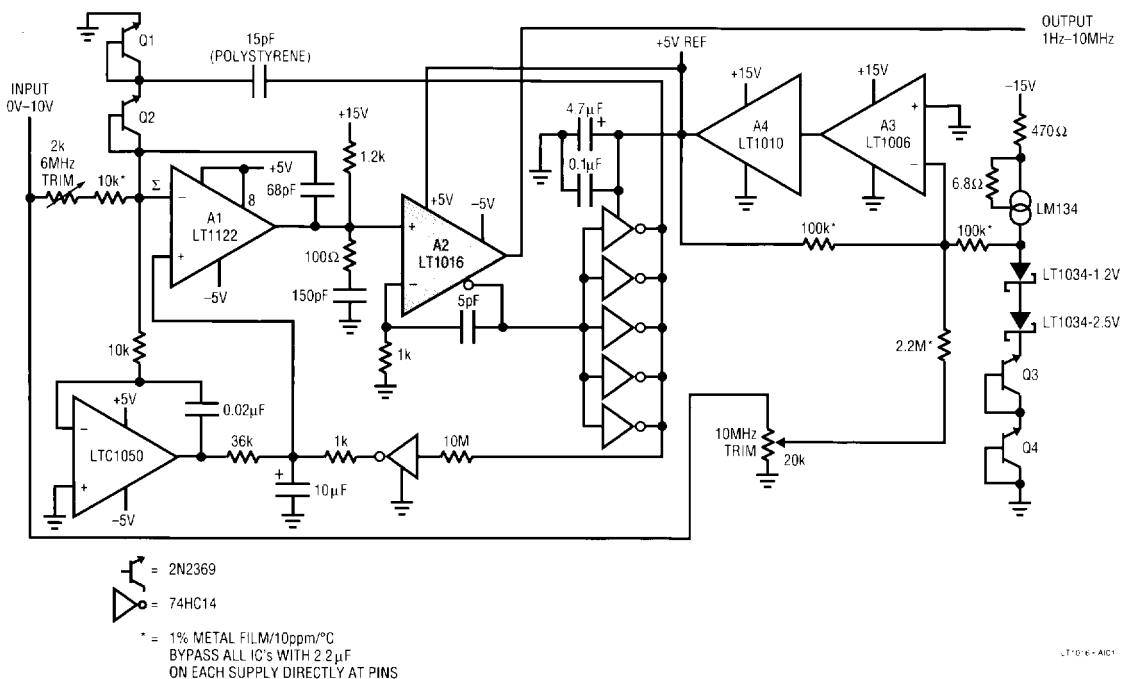 OUTPUT
1Hz–10MHz
Q1
15pF
(POLYSTYRENE)
+5V REF
INPUT
0V–10V
Q2
+15V
+15V
+15V
–15V
4.7µF
+
A4
LT1010
A3
LT1006
+
–
470Ω
2k
6MHz
TRIM
10k*
Σ
+5V
8
68pF
1.2k
0.1µF
6.8Ω
LM134
–
A1
LT1122
+
–5V
+5V
–5V
+
A2
LT1016
–
100Ω
150pF
5pF
1k
100k*
100k*
LT1034-1.2V
LT1034-2.5V
10k
2.2M*
Q3
+5V
0.02µF
–
LTC1050
+
–5V
36k
1k
10M
+
10µF
10MHz
TRIM
20k
Q4
= 2N2369
= 74HC14
* = 1% METAL FILM/10ppm/°C
BYPASS ALL IC's WITH 2.2µF
ON EACH SUPPLY DIRECTLY AT PINS
LT1016 • AI01